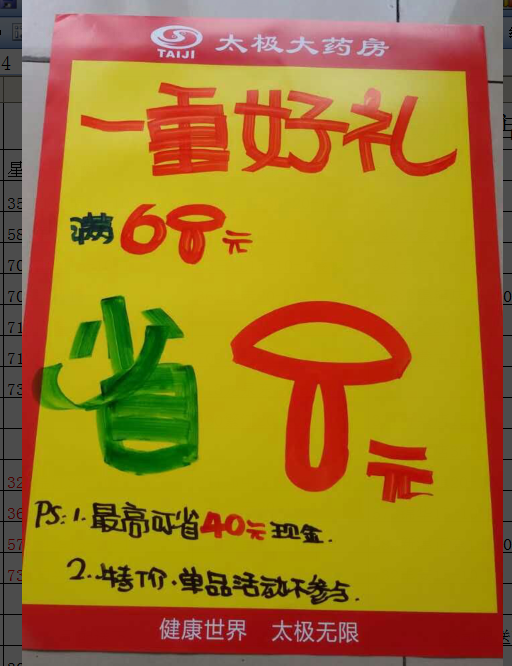 TAIJI 太极大药房
一重好礼
满68元
省8元
PS: 1.最高可省40元现金.
2.特价.单品活动不参与.
健康世界 太极无限